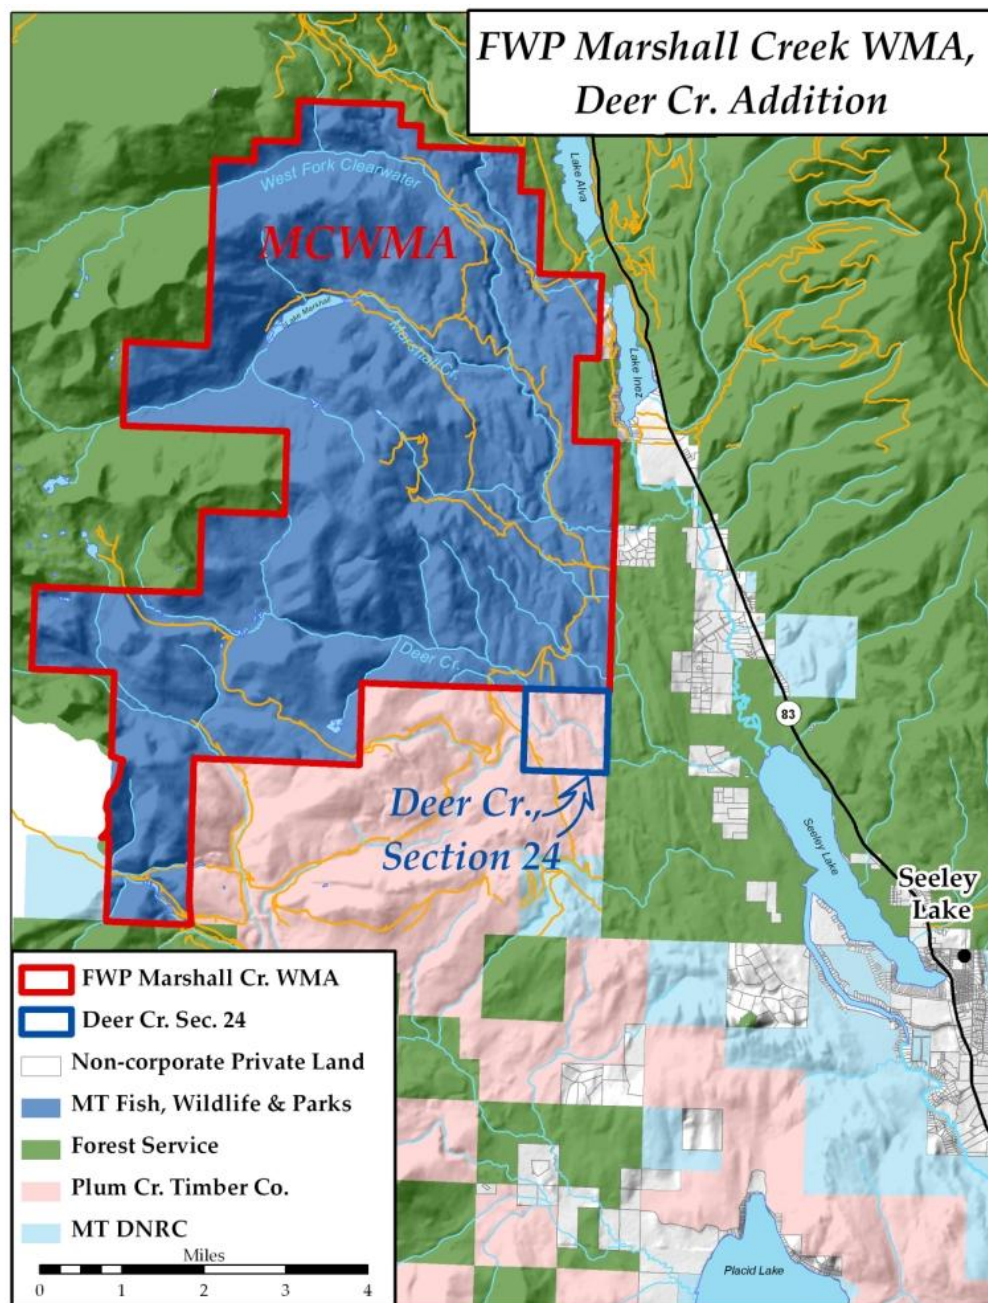 FWP Marshall Creek WMA,
Deer Cr. Addition
Lake Alva
West Fork Clearwater
MCWMA
Lake Marshall
Marshall Cr.
Lake Inez
Deer Cr.
83
Deer Cr.,
Section 24
Seeley Lake
Seeley
Lake
FWP Marshall Cr. WMA
Deer Cr. Sec. 24
Non-corporate Private Land
MT Fish, Wildlife & Parks
Forest Service
Plum Cr. Timber Co.
MT DNRC
Miles
0 1 2 3 4
Placid Lake